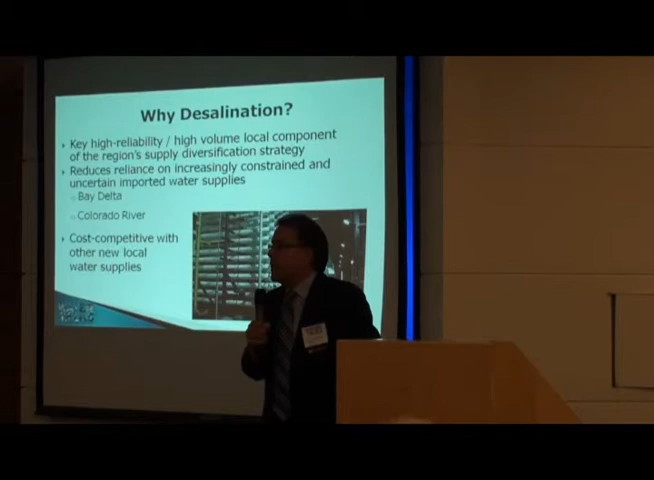 Why Desalination?
Key high-reliability / high volume local component
of the region's supply diversification strategy
Reduces reliance on increasingly constrained and
uncertain imported water supplies
Bay Delta
Colorado River
Cost-competitive with
other new local
water supplies